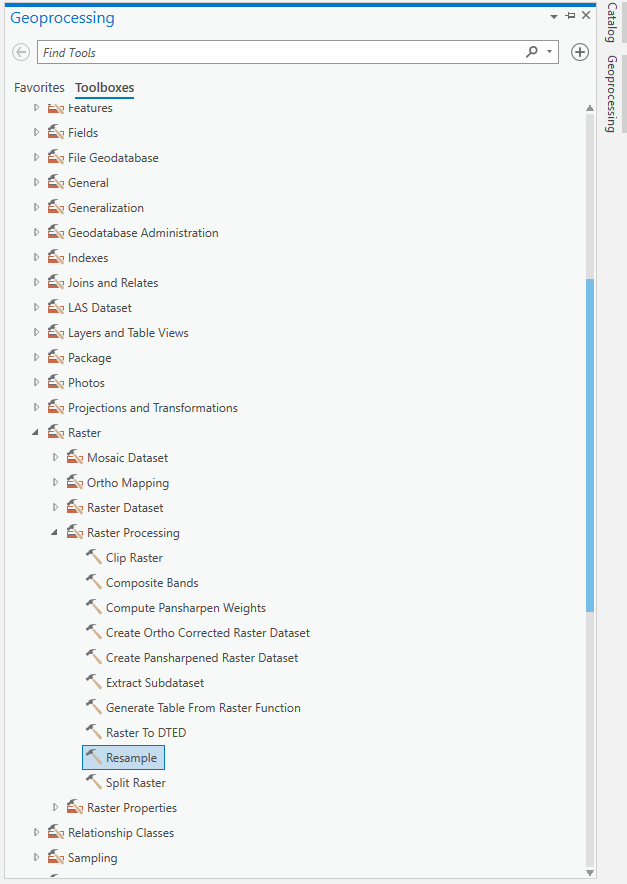 Geoprocessing
Find Tools
Favorites Toolboxes
Features
Fields
File Geodatabase
General
Generalization
Geodatabase Administration
Indexes
Joins and Relates
LAS Dataset
Layers and Table Views
Package
Photos
Projections and Transformations
Raster
Mosaic Dataset
Ortho Mapping
Raster Dataset
Raster Processing
Clip Raster
Composite Bands
Compute Pansharpen Weights
Create Ortho Corrected Raster Dataset
Create Pansharpened Raster Dataset
Extract Subdataset
Generate Table From Raster Function
Raster To DTED
Resample
Split Raster
Raster Properties
Relationship Classes
Sampling
Catalog
Geoprocessing